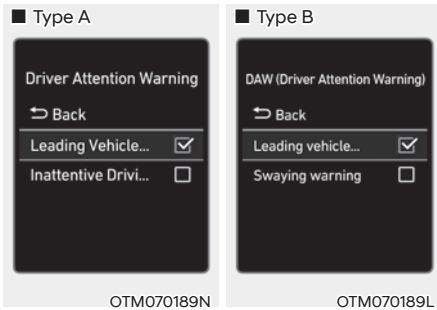 ■ Type A
Driver Attention Warning
⮌ Back
Leading Vehicle... ☑
Inattentive Drivi... ☐
OTM070189N
■ Type B
DAW (Driver Attention Warning)
⮌ Back
Leading vehicle... ☑
Swaying warning ☐
OTM070189L